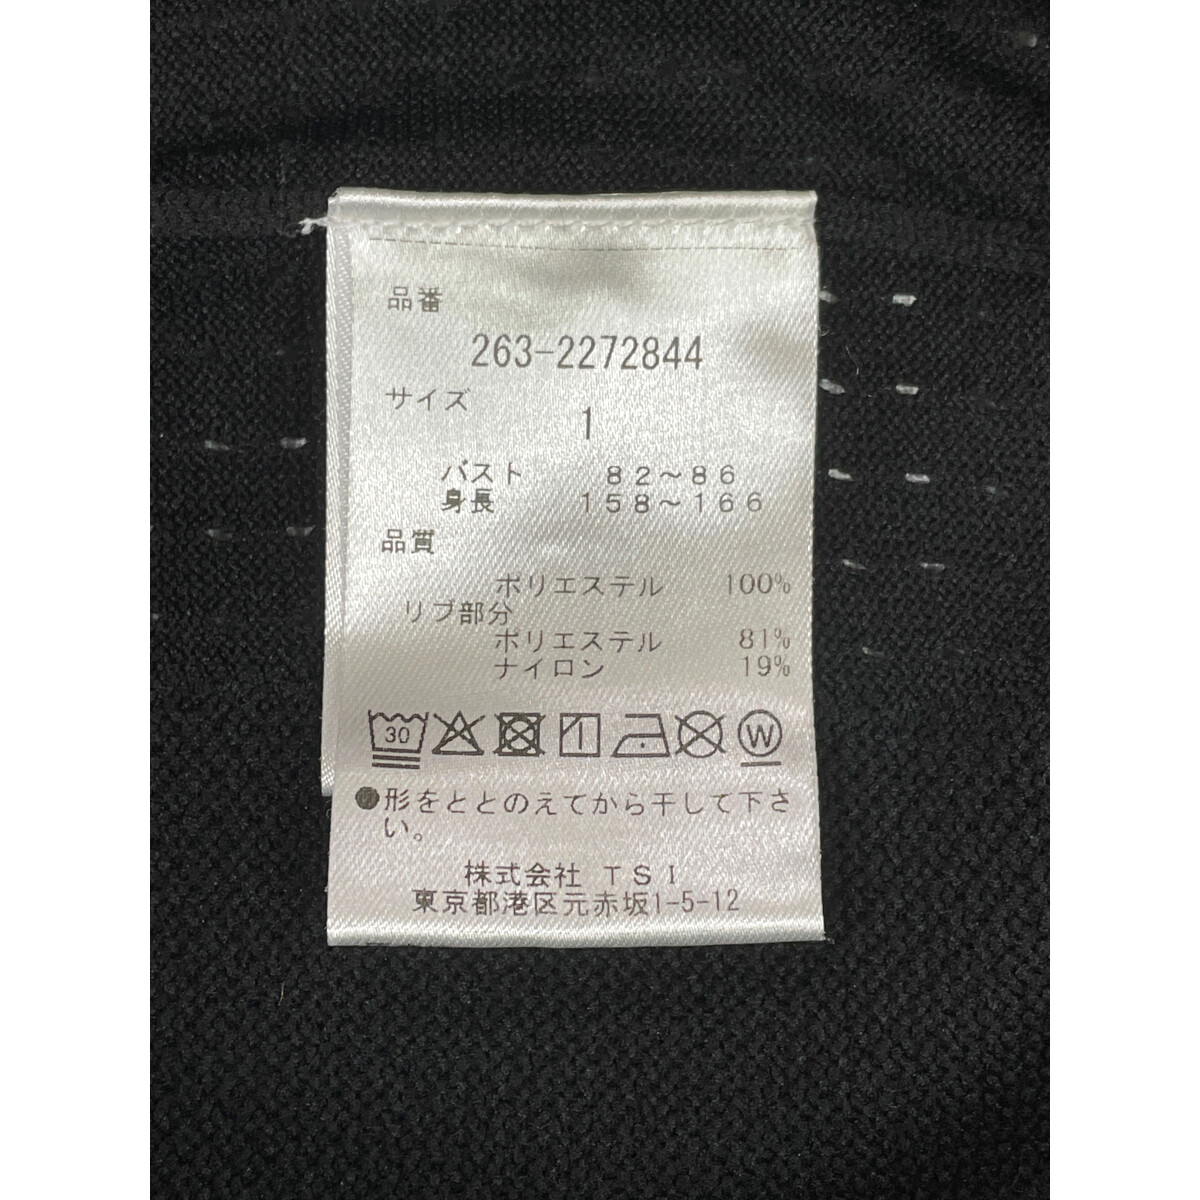 品番
263-2272844
サイズ
1
バスト 82～86
身長 158～166
品質
ポリエステル 100%
リブ部分
ポリエステル 81%
ナイロン 19%
30 W
●形をととのえてから干して下さ
い。
株式会社 TSI
東京都港区元赤坂1-5-12